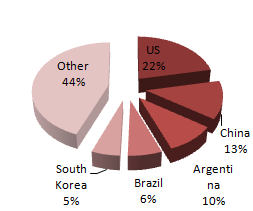 Other
44%
US
22%
China
13%
Argenti
na
10%
Brazil
6%
South
Korea
5%